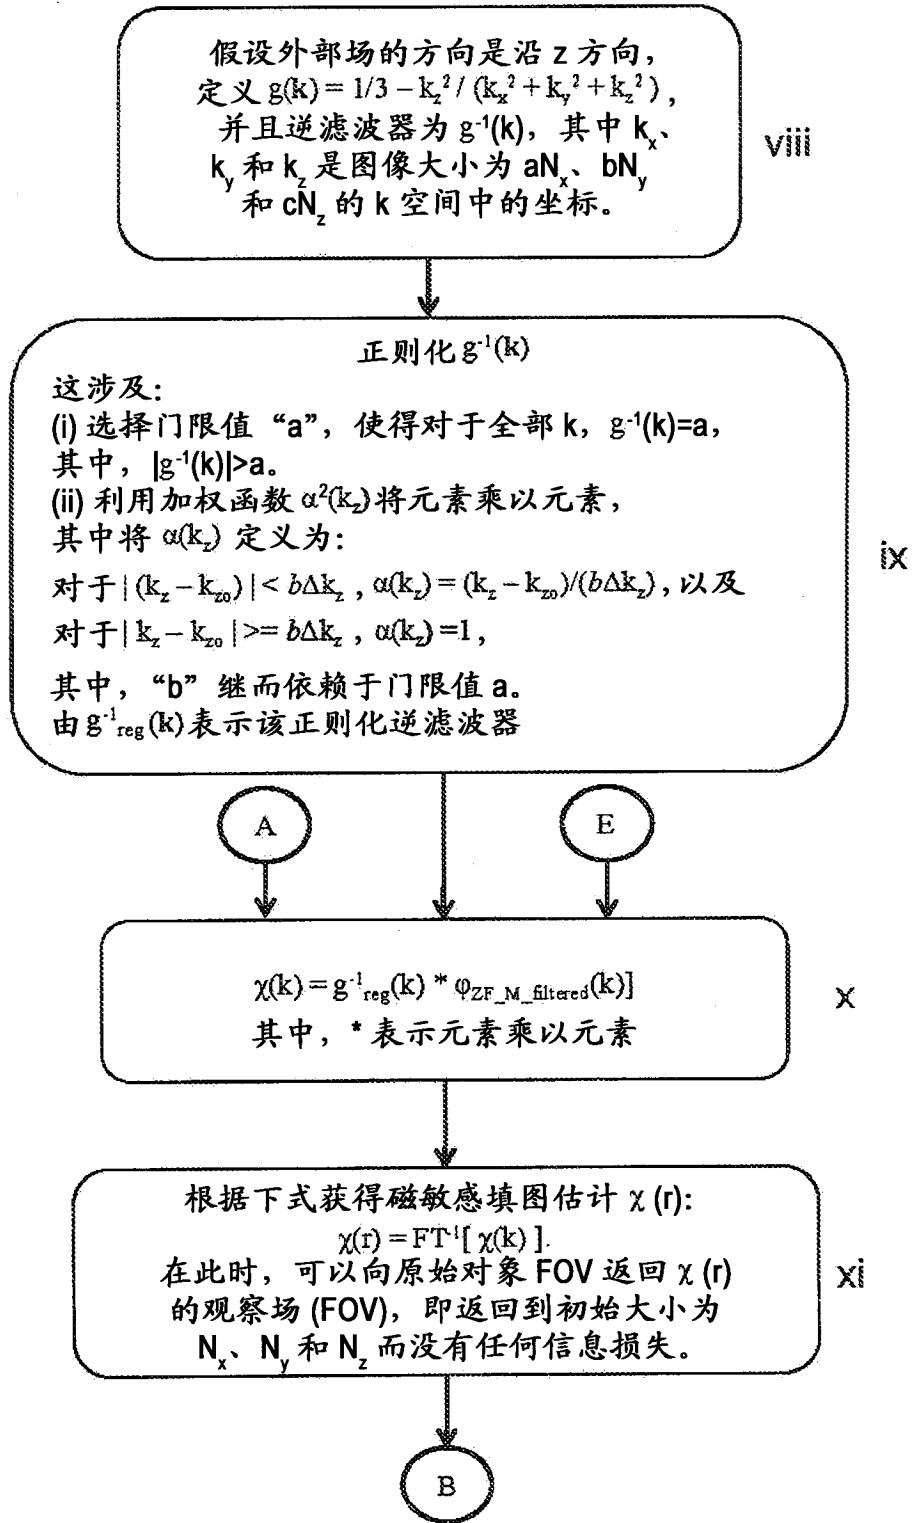 假设外部场的方向是沿 z 方向，
定义 g(k) = 1/3 − k_z² / (k_x² + k_y² + k_z²)，
并且逆滤波器为 g⁻¹(k)，其中 k_x、
k_y 和 k_z 是图像大小为 aN_x、bN_y
和 cN_z 的 k 空间中的坐标。
viii
正则化 g⁻¹(k)
这涉及：
(i) 选择门限值“a”，使得对于全部 k，g⁻¹(k)=a，
其中，|g⁻¹(k)|>a。
(ii) 利用加权函数 α²(k_z)将元素乘以元素，
其中将 α(k_z) 定义为：
对于 | (k_z − k_zo) | < bΔk_z , α(k_z) = (k_z − k_zo)/(bΔk_z)，以及
对于 | k_z − k_zo | >= bΔk_z , α(k_z) =1，
其中，“b”继而依赖于门限值 a。
由 g⁻¹_reg(k) 表示该正则化逆滤波器
ix
A
E
χ(k) = g⁻¹_reg(k) * φ_ZF_M_filtered(k)]
其中，* 表示元素乘以元素
x
根据下式获得磁敏感填图估计 χ (r):
χ(r) = FT⁻¹[ χ(k) ].
在此时，可以向原始对象 FOV 返回 χ (r)
的观察场 (FOV)，即返回到初始大小为
N_x、N_y 和 N_z 而没有任何信息损失。
xi
B